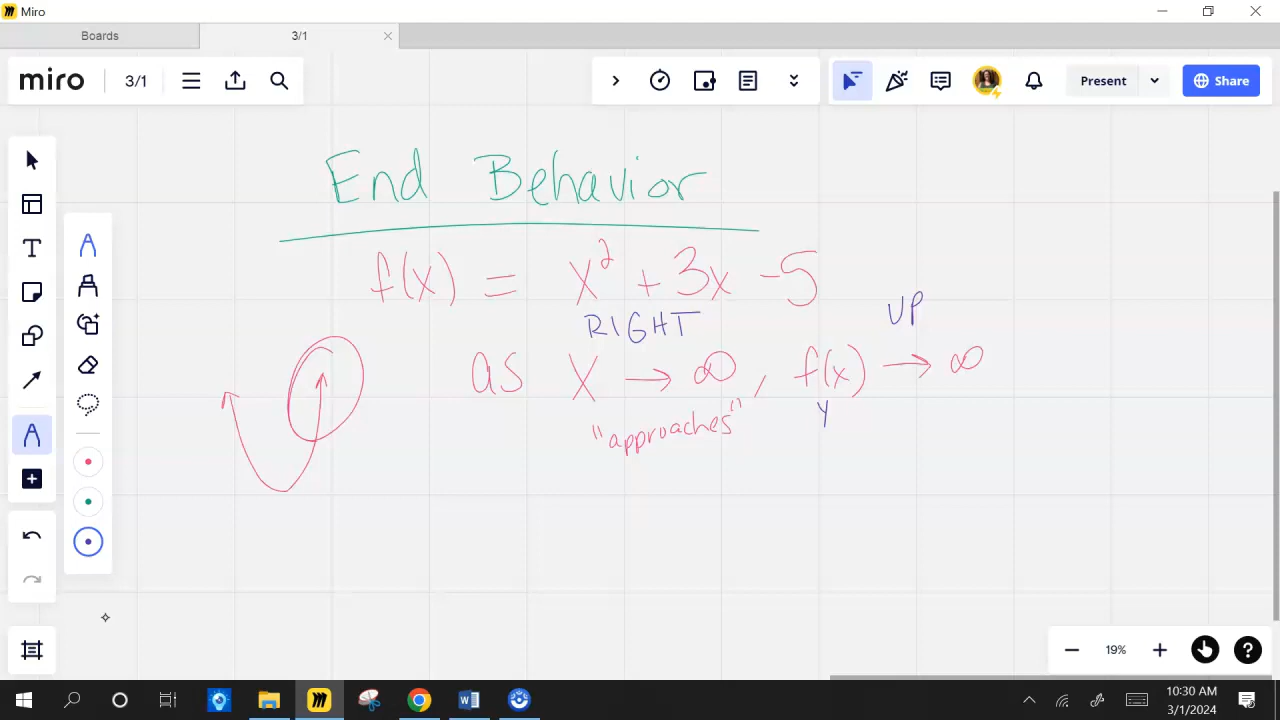 Miro
Boards
3/1
miro
3/1
Present
Share
End Behavior
f(x) = x² + 3x -5
RIGHT
UP
as x → ∞, f(x) → ∞
"approaches"
y
19%
10:30 AM
3/1/2024